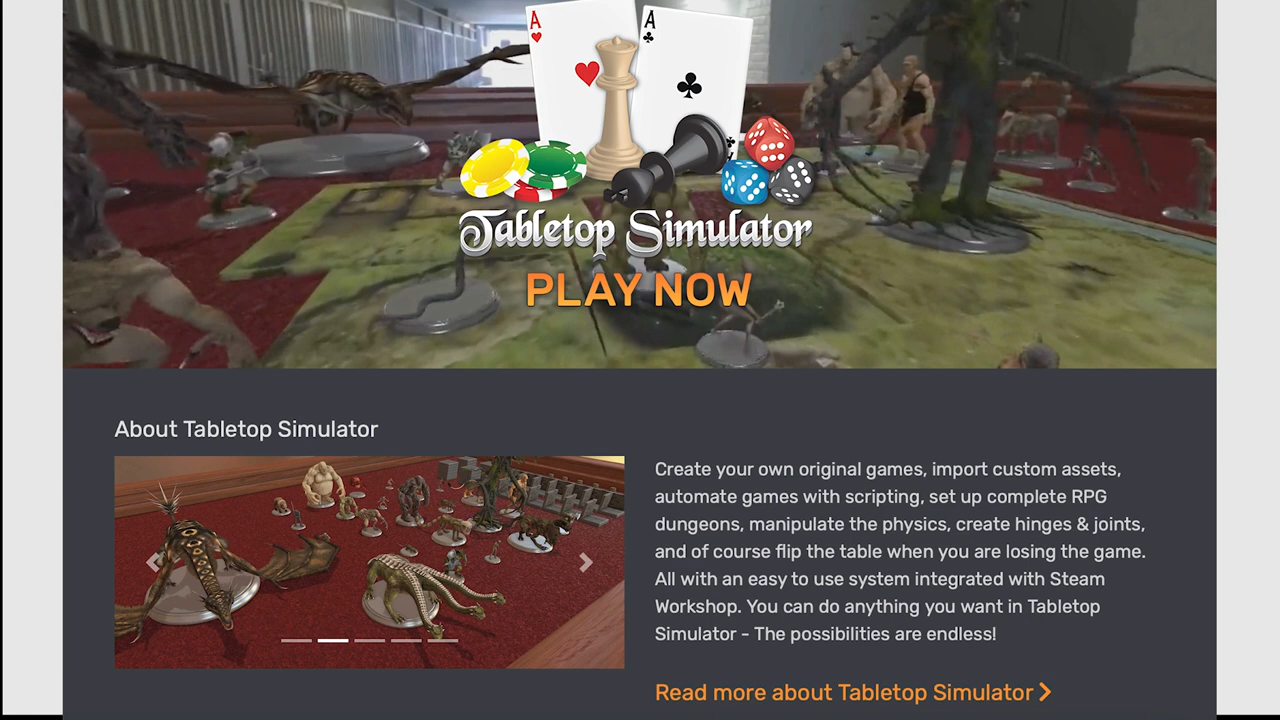 A
A
Tabletop Simulator
PLAY NOW
About Tabletop Simulator
Create your own original games, import custom assets,
automate games with scripting, set up complete RPG
dungeons, manipulate the physics, create hinges & joints,
and of course flip the table when you are losing the game.
All with an easy to use system integrated with Steam
Workshop. You can do anything you want in Tabletop
Simulator - The possibilities are endless!
Read more about Tabletop Simulator